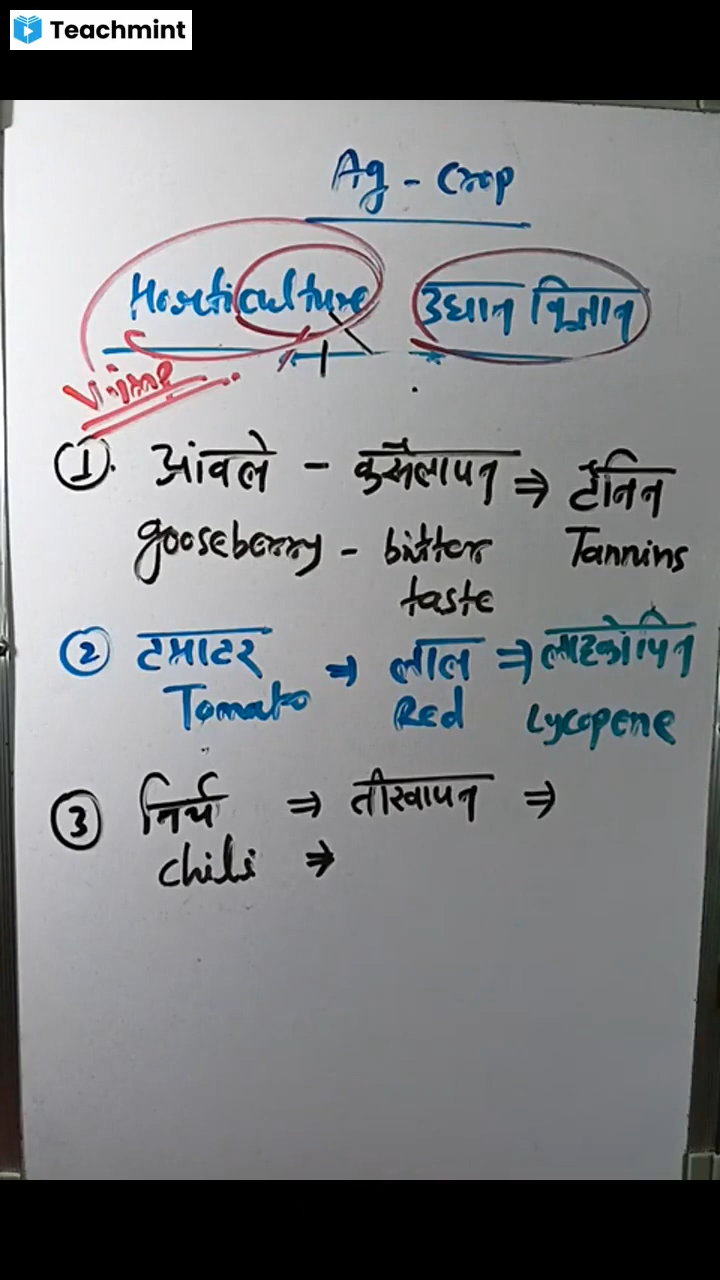 Teachmint
Ag - Crop
Horticulture उधान विज्ञान
① आंवले - कसैलापन ⇒ टैनिन
gooseberry - bitter Tannins
taste
② टमाटर ⇒ लाल ⇒ लाइकोपिन
Tomato Red Lycopene
③ मिर्च ⇒ तीखापन ⇒
Chili ⇒